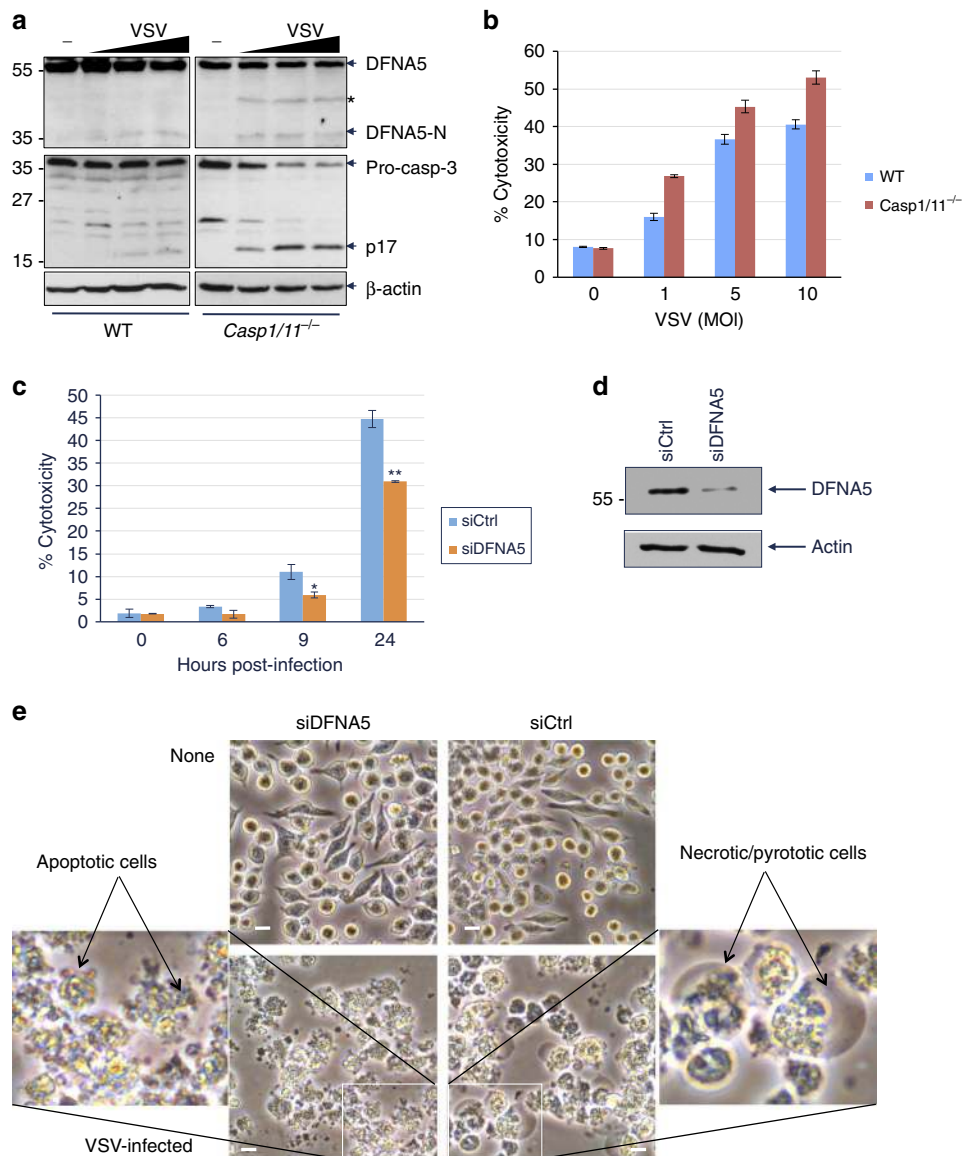 a
– VSV – VSV
55
35
DFNA5
*
DFNA5-N
35
27
15
Pro-casp-3
p17
β-actin
WT Casp1/11–/–
b
% Cytotoxicity
60
50
40
30
20
10
0
0 1 5 10
VSV (MOI)
WT
Casp1/11–/–
c
% Cytotoxicity
50
45
40
35
30
25
20
15
10
5
0
*
**
0 6 9 24
Hours post-infection
siCtrl
siDFNA5
d
siCtrl siDFNA5
55 -
DFNA5
Actin
e
siDFNA5 siCtrl
None
Apoptotic cells
Necrotic/pyrototic cells
VSV-infected